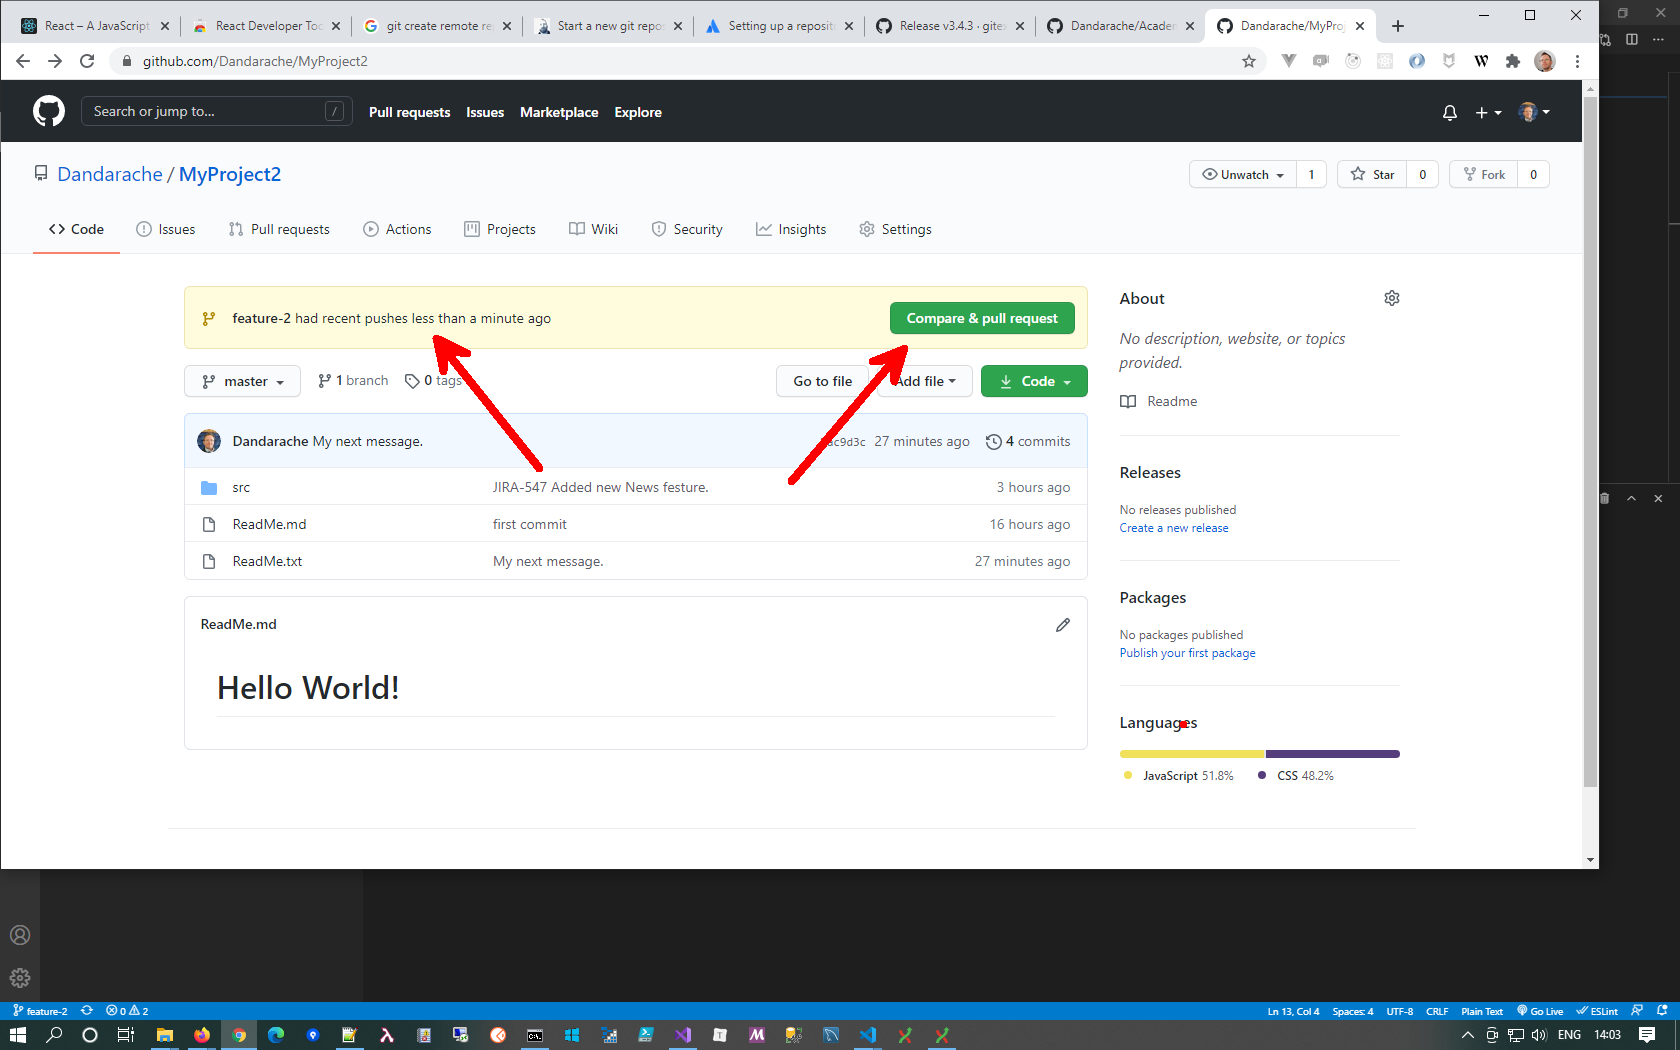 React – A JavaScript
React Developer Too
git create remote re
Start a new git repos
Setting up a reposito
Release v3.4.3 · gitex
Dandarache/Academ
Dandarache/MyProj
github.com/Dandarache/MyProject2
Search or jump to...
/
Pull requests
Issues
Marketplace
Explore
Dandarache / MyProject2
Unwatch 1
Star 0
Fork 0
Code
Issues
Pull requests
Actions
Projects
Wiki
Security
Insights
Settings
feature-2 had recent pushes less than a minute ago
Compare & pull request
master
1 branch
0 tags
Go to file
Add file
Code
Dandarache My next message.
27 minutes ago
4 commits
src
JIRA-547 Added new News festure.
3 hours ago
ReadMe.md
first commit
16 hours ago
ReadMe.txt
My next message.
27 minutes ago
ReadMe.md
Hello World!
About
No description, website, or topics
provided.
Readme
Releases
No releases published
Create a new release
Packages
No packages published
Publish your first package
Languages
JavaScript 51.8%
CSS 48.2%
feature-2
0
2
Ln 13, Col 4
Spaces: 4
UTF-8
CRLF
Plain Text
Go Live
ESLint
ENG
14:03